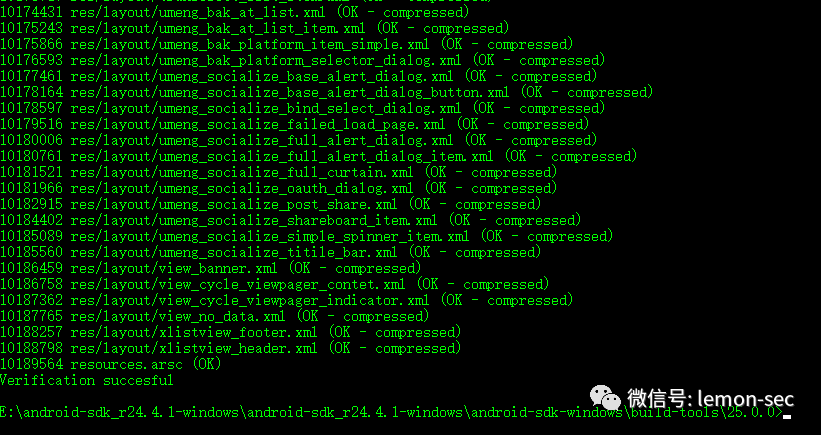 10174431 res/layout/umeng_bak_at_list.xml (OK - compressed)
10175243 res/layout/umeng_bak_at_list_item.xml (OK - compressed)
10175866 res/layout/umeng_bak_platform_item_simple.xml (OK - compressed)
10176593 res/layout/umeng_bak_platform_selector_dialog.xml (OK - compressed)
10177461 res/layout/umeng_socialize_base_alert_dialog.xml (OK - compressed)
10178164 res/layout/umeng_socialize_base_alert_dialog_button.xml (OK - compressed)
10178597 res/layout/umeng_socialize_bind_select_dialog.xml (OK - compressed)
10179516 res/layout/umeng_socialize_failed_load_page.xml (OK - compressed)
10180006 res/layout/umeng_socialize_full_alert_dialog.xml (OK - compressed)
10180761 res/layout/umeng_socialize_full_alert_dialog_item.xml (OK - compressed)
10181521 res/layout/umeng_socialize_full_curtain.xml (OK - compressed)
10181966 res/layout/umeng_socialize_oauth_dialog.xml (OK - compressed)
10182915 res/layout/umeng_socialize_post_share.xml (OK - compressed)
10184402 res/layout/umeng_socialize_shareboard_item.xml (OK - compressed)
10185089 res/layout/umeng_socialize_simple_spinner_item.xml (OK - compressed)
10185560 res/layout/umeng_socialize_titile_bar.xml (OK - compressed)
10186459 res/layout/view_banner.xml (OK - compressed)
10186758 res/layout/view_cycle_viewpager_contet.xml (OK - compressed)
10187362 res/layout/view_cycle_viewpager_indicator.xml (OK - compressed)
10187765 res/layout/view_no_data.xml (OK - compressed)
10188257 res/layout/xlistview_footer.xml (OK - compressed)
10188798 res/layout/xlistview_header.xml (OK - compressed)
10189564 resources.arsc (OK)
Verification succesful
微信号: lemon-sec
E:\android-sdk_r24.4.1-windows\android-sdk_r24.4.1-windows\android-sdk-windows\build-tools\25.0.0>